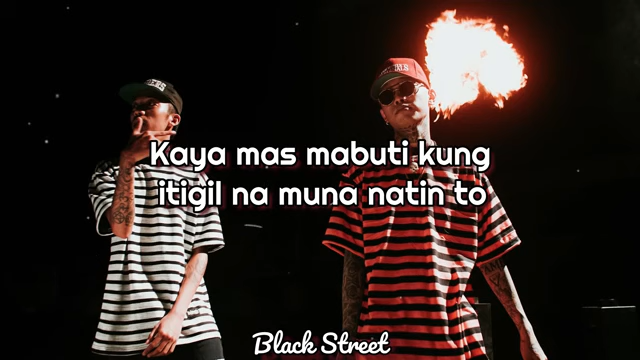 Kaya mas mabuti kung
itigil na muna natin to
Black Street